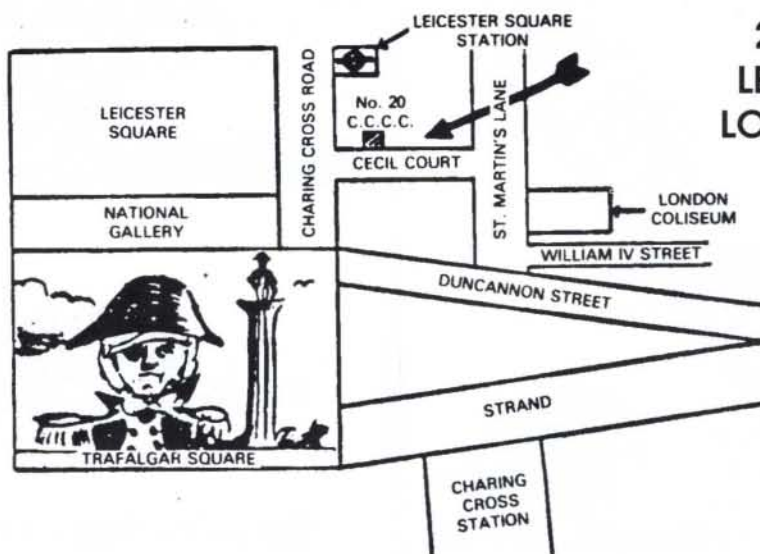 LEICESTER SQUARE
STATION
CHARING CROSS ROAD
No. 20
C.C.C.C.
LEICESTER
SQUARE
CECIL COURT
ST. MARTIN'S LANE
NATIONAL
GALLERY
LONDON
COLISEUM
WILLIAM IV STREET
DUNCANNON STREET
STRAND
TRAFALGAR SQUARE
CHARING
CROSS
STATION